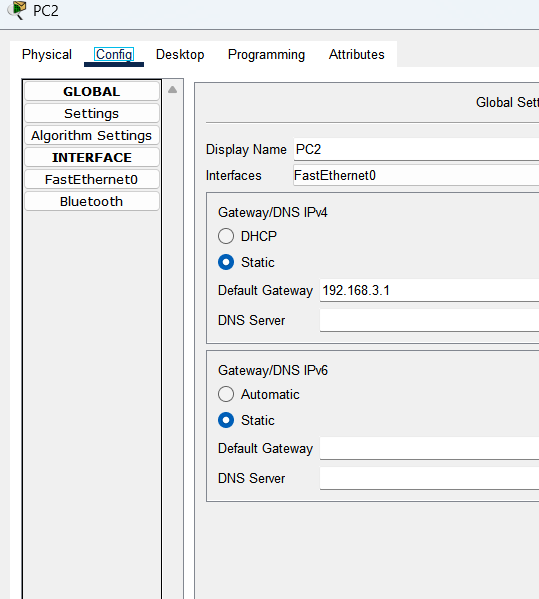 PC2
Physical Config Desktop Programming Attributes
GLOBAL
Settings
Algorithm Settings
INTERFACE
FastEthernet0
Bluetooth
Global Sett
Display Name PC2
Interfaces FastEthernet0
Gateway/DNS IPv4
DHCP
Static
Default Gateway 192.168.3.1
DNS Server
Gateway/DNS IPv6
Automatic
Static
Default Gateway
DNS Server